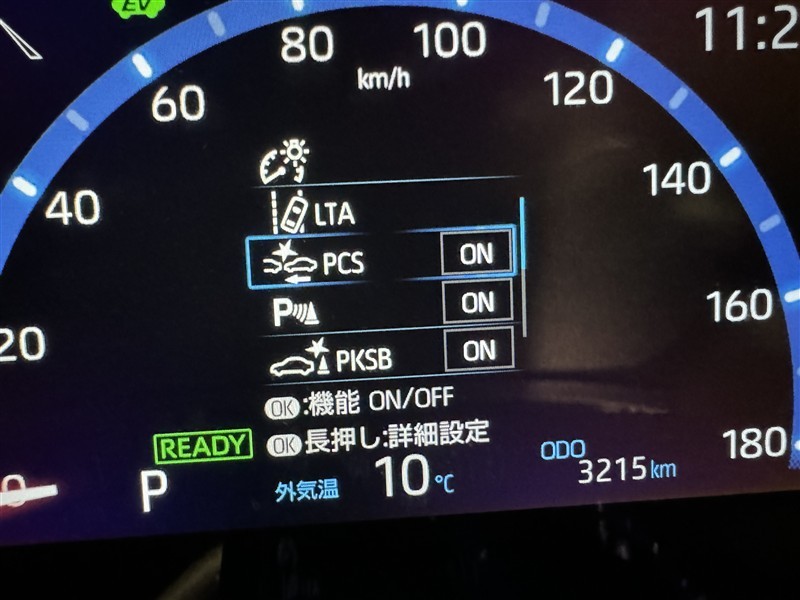 EV
11:2
80
100
km/h
60
120
40
LTA
140
PCS ON
P ON
160
20
PKSB ON
OK:機能 ON/OFF
OK長押し:詳細設定
READY
ODO
180
0
P
外気温 10℃
3215km